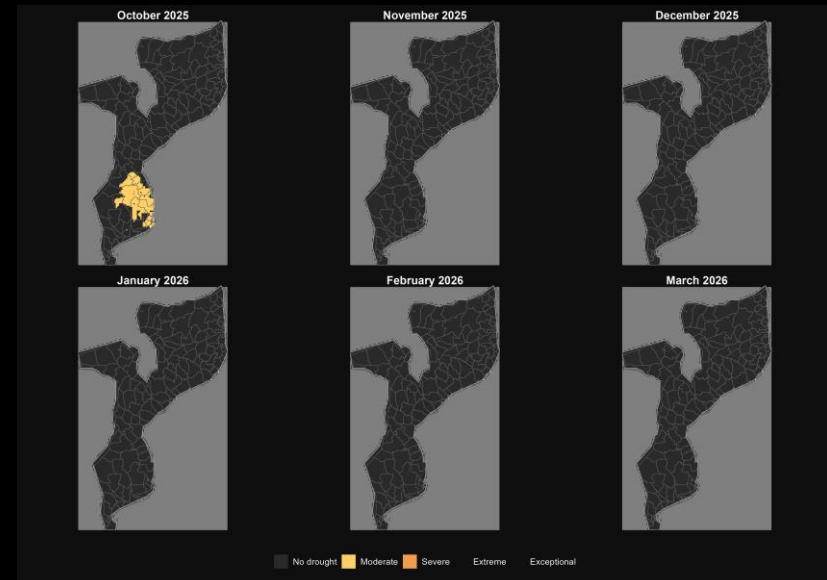 October 2025
November 2025
December 2025
January 2026
February 2026
March 2026
No drought Moderate Severe Extreme Exceptional